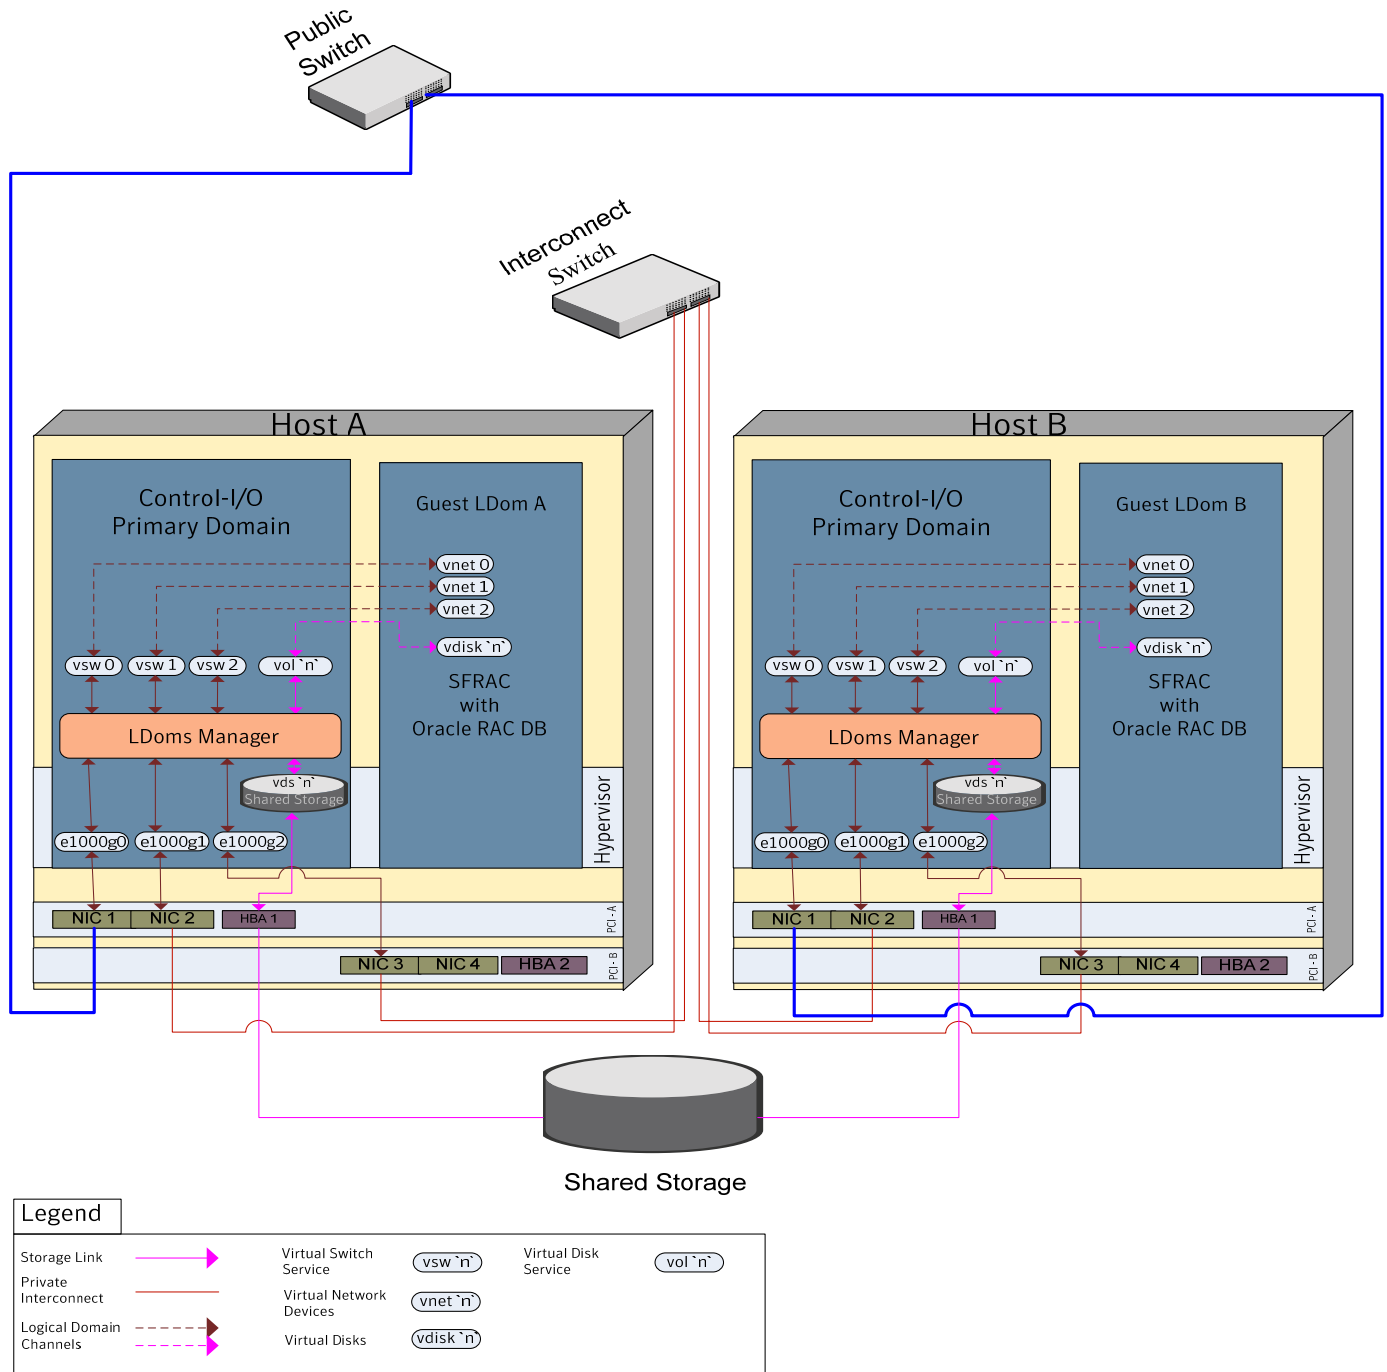 Public
Switch
Interconnect
Switch
Host A
Control-I/O
Primary Domain
Guest LDom A
vnet 0
vnet 1
vnet 2
vdisk `n`
vsw 0
vsw 1
vsw 2
vol `n`
SFRAC
with
Oracle RAC DB
LDoms Manager
vds `n`
Shared Storage
Hypervisor
e1000g0
e1000g1
e1000g2
NIC 1
NIC 2
HBA 1
PCI - A
NIC 3
NIC 4
HBA 2
PCI - B
Host B
Control-I/O
Primary Domain
Guest LDom B
vnet 0
vnet 1
vnet 2
vdisk `n`
vsw 0
vsw 1
vsw 2
vol `n`
SFRAC
with
Oracle RAC DB
LDoms Manager
vds `n`
Shared Storage
Hypervisor
e1000g0
e1000g1
e1000g2
NIC 1
NIC 2
HBA 1
PCI - A
NIC 3
NIC 4
HBA 2
PCI - B
Shared Storage
Legend
Storage Link
Private
Interconnect
Logical Domain
Channels
Virtual Switch
Service
vsw `n`
Virtual Network
Devices
vnet `n`
Virtual Disks
vdisk `n`
Virtual Disk
Service
vol `n`